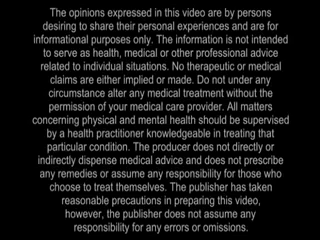 The opinions expressed in this video are by persons
desiring to share their personal experiences and are for
informational purposes only. The information is not intended
to serve as health, medical or other professional advice
related to individual situations. No therapeutic or medical
claims are either implied or made. Do not under any
circumstance alter any medical treatment without the
permission of your medical care provider. All matters
concerning physical and mental health should be supervised
by a health practitioner knowledgeable in treating that
particular condition. The producer does not directly or
indirectly dispense medical advice and does not prescribe
any remedies or assume any responsibility for those who
choose to treat themselves. The publisher has taken
reasonable precautions in preparing this video,
however, the publisher does not assume any
responsibility for any errors or omissions.